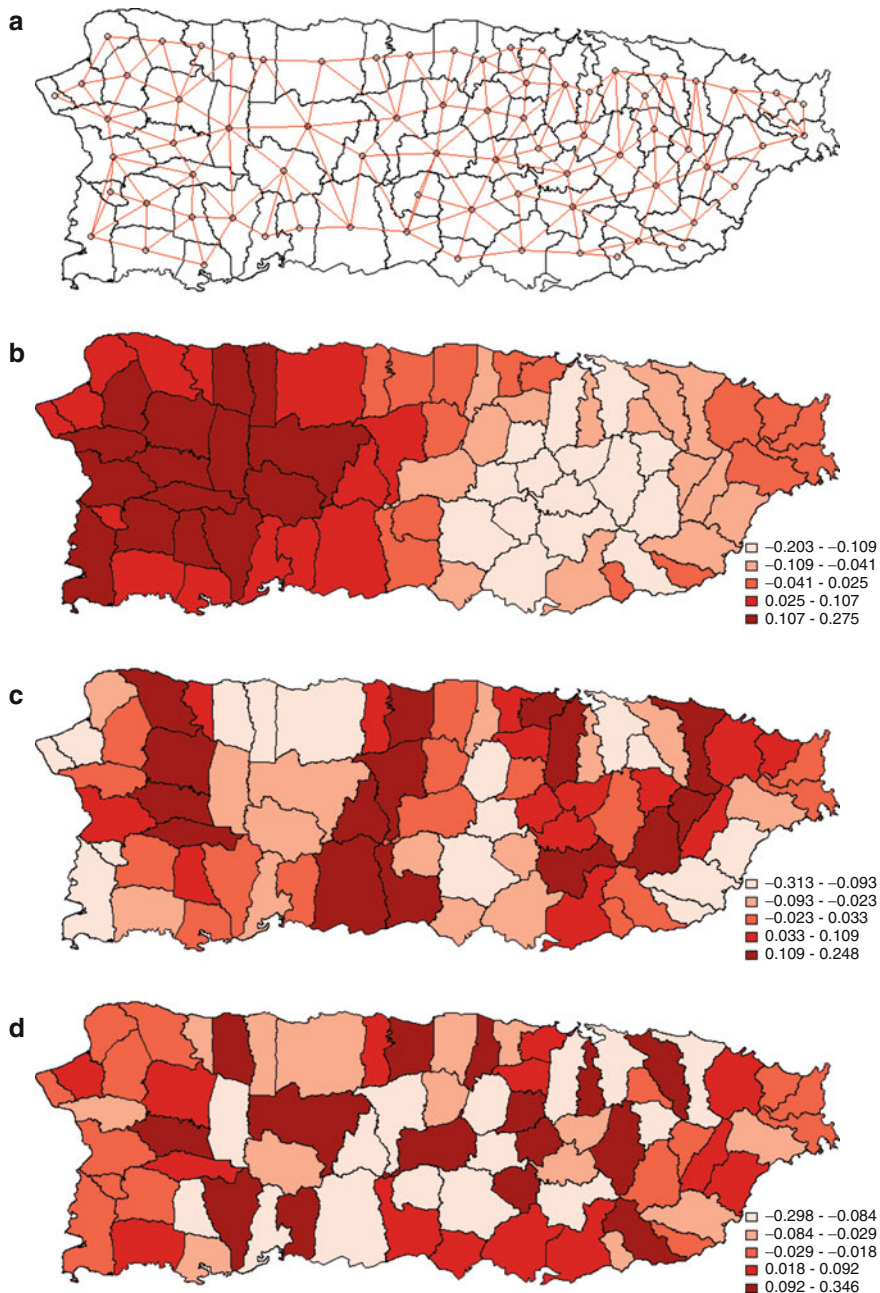 a
b
−0.203 - −0.109
−0.109 - −0.041
−0.041 - 0.025
0.025 - 0.107
0.107 - 0.275
c
−0.313 - −0.093
−0.093 - −0.023
−0.023 - 0.033
0.033 - 0.109
0.109 - 0.248
d
−0.298 - −0.084
−0.084 - −0.029
−0.029 - −0.018
0.018 - 0.092
0.092 - 0.346